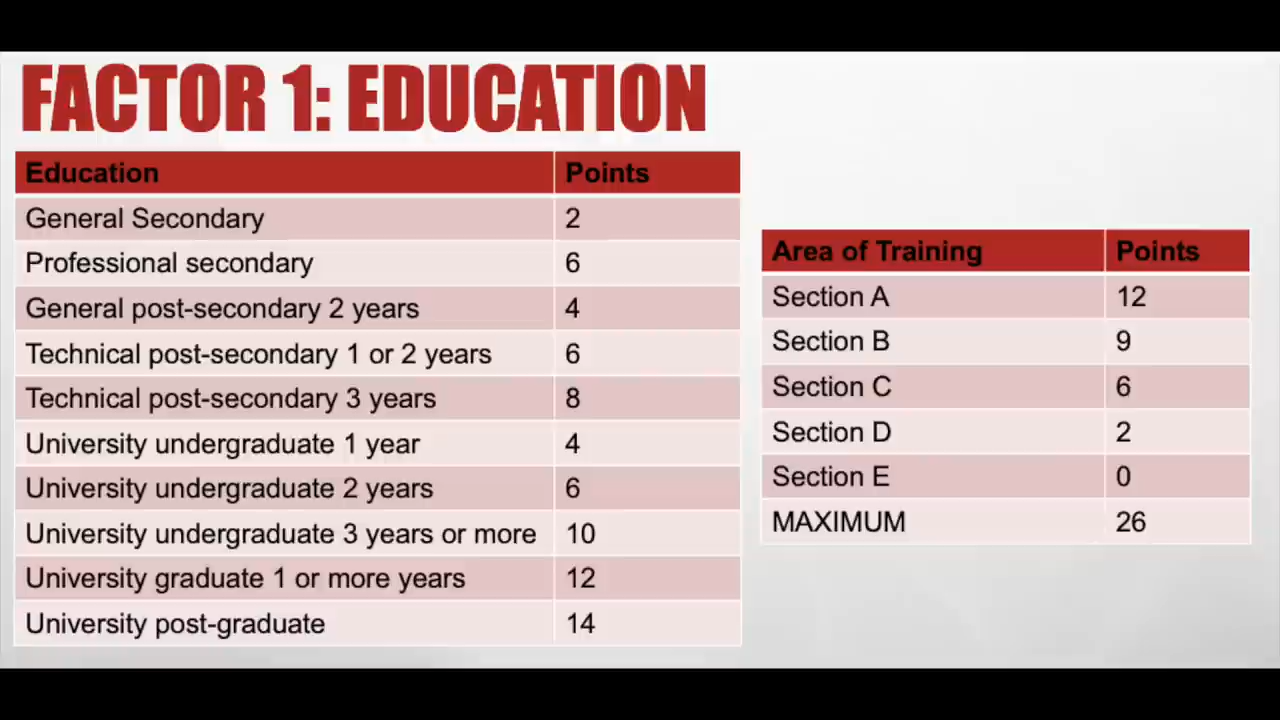 FACTOR 1: EDUCATION
Education Points
General Secondary 2
Professional secondary 6
General post-secondary 2 years 4
Technical post-secondary 1 or 2 years 6
Technical post-secondary 3 years 8
University undergraduate 1 year 4
University undergraduate 2 years 6
University undergraduate 3 years or more 10
University graduate 1 or more years 12
University post-graduate 14
Area of Training Points
Section A 12
Section B 9
Section C 6
Section D 2
Section E 0
MAXIMUM 26